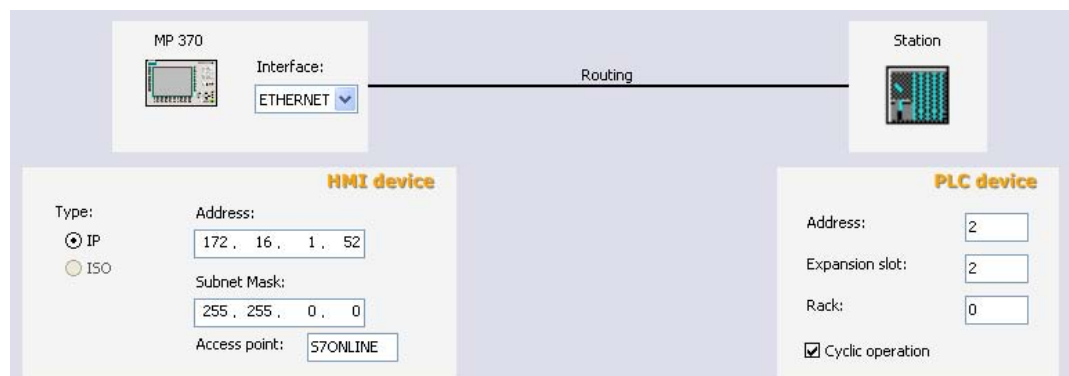 MP 370
Interface:
ETHERNET
Routing
Station
HMI device
Type:
IP
ISO
Address:
172 . 16 . 1 . 52
Subnet Mask:
255 . 255 . 0 . 0
Access point: S7ONLINE
PLC device
Address: 2
Expansion slot: 2
Rack: 0
Cyclic operation